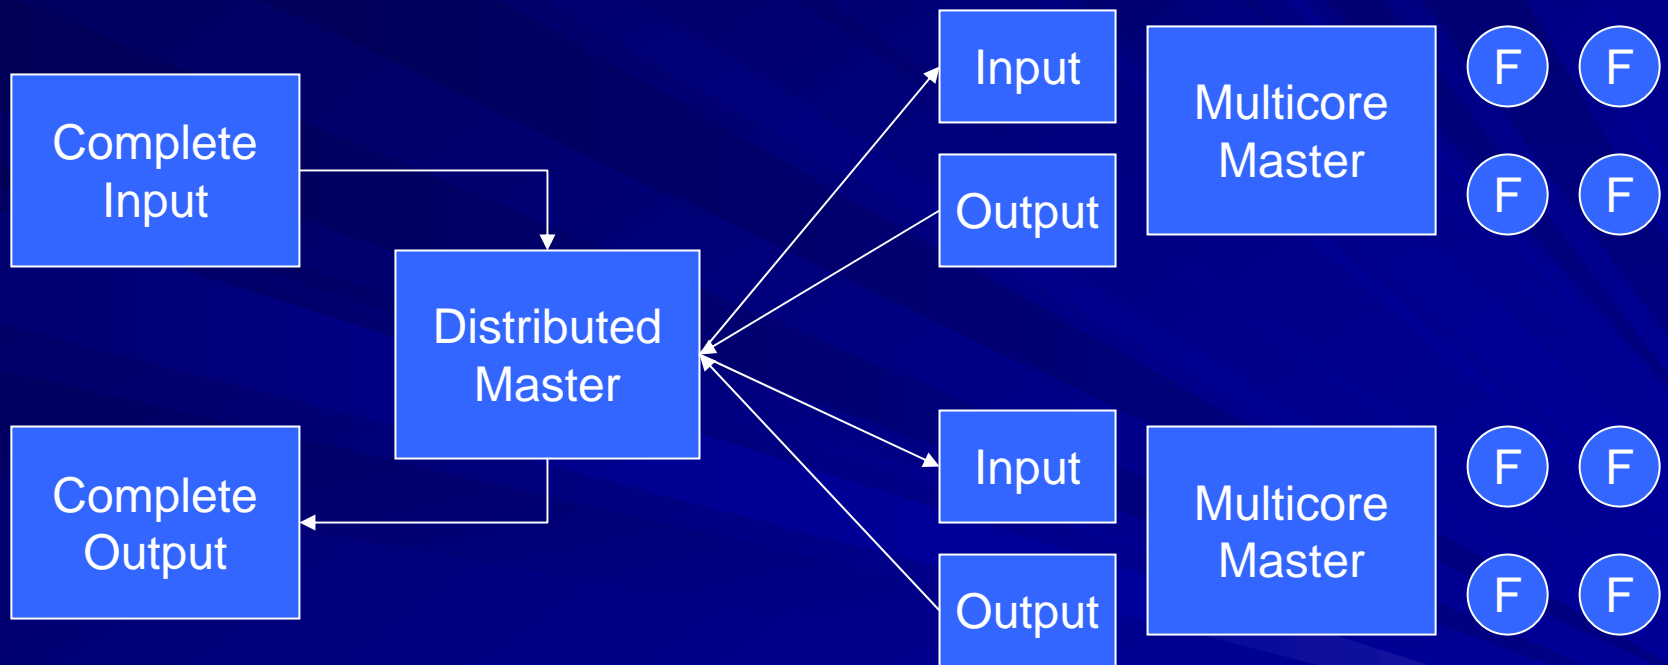 Complete
Input
Complete
Output
Distributed
Master
Input
Output
Multicore
Master
F F
F F
Input
Output
Multicore
Master
F F
F F